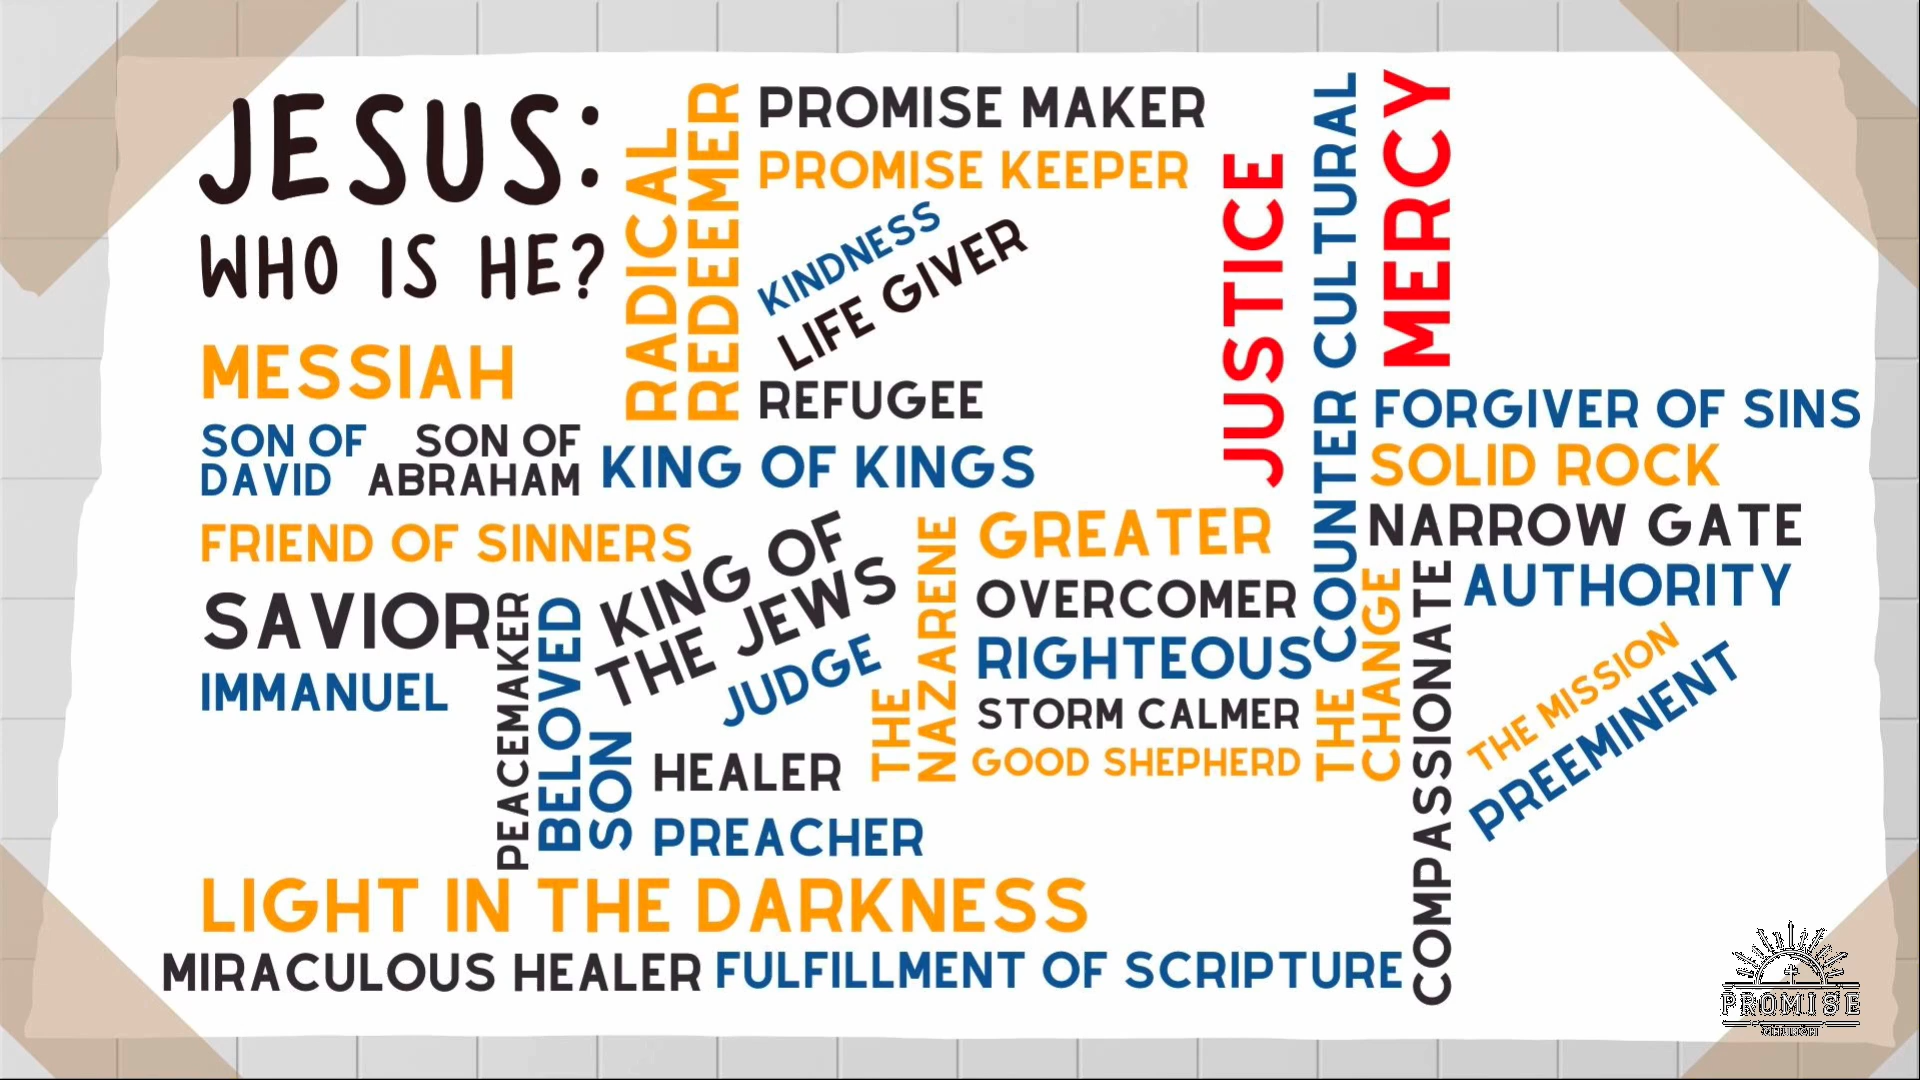 JESUS:
WHO IS HE?
MESSIAH
SON OF
DAVID
SON OF
ABRAHAM
FRIEND OF SINNERS
SAVIOR
IMMANUEL
PEACEMAKER
BELOVED
SON
RADICAL
REDEEMER
PROMISE MAKER
PROMISE KEEPER
KINDNESS
LIFE GIVER
REFUGEE
KING OF KINGS
KING OF
THE JEWS
JUDGE
HEALER
PREACHER
THE
NAZARENE
GREATER
OVERCOMER
RIGHTEOUS
STORM CALMER
GOOD SHEPHERD
JUSTICE
COUNTER CULTURAL
MERCY
FORGIVER OF SINS
SOLID ROCK
NARROW GATE
AUTHORITY
THE
CHANGE
COMPASSIONATE
THE MISSION
PREEMINENT
LIGHT IN THE DARKNESS
MIRACULOUS HEALER
FULFILLMENT OF SCRIPTURE
PROMISE
CHURCH